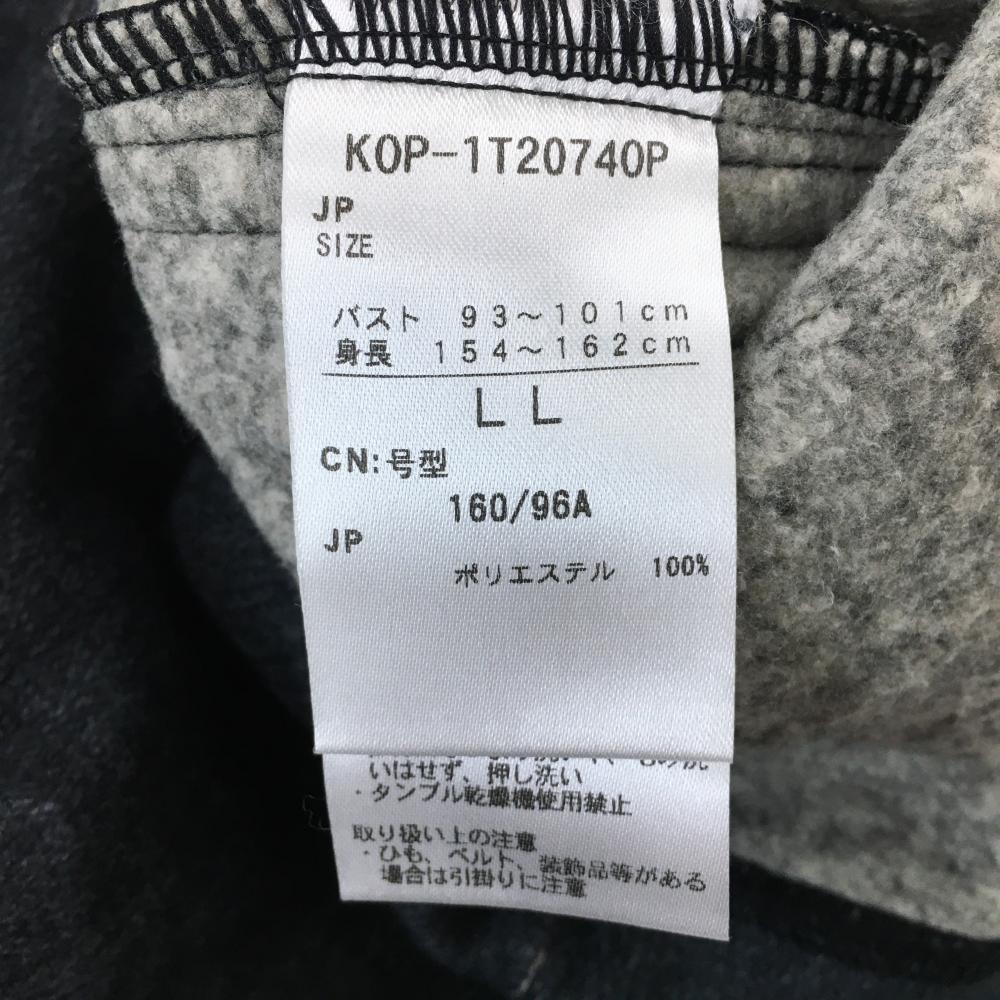 KOP-1T20740P
JP
SIZE
バスト 93～101cm
身長 154～162cm
LL
CN:号型
160/96A
JP
ポリエステル 100%
いはせず、押し洗い
・タンブル乾燥機使用禁止
取り扱い上の注意
・ひも、ベルト、装飾品等がある
場合は引掛りに注意